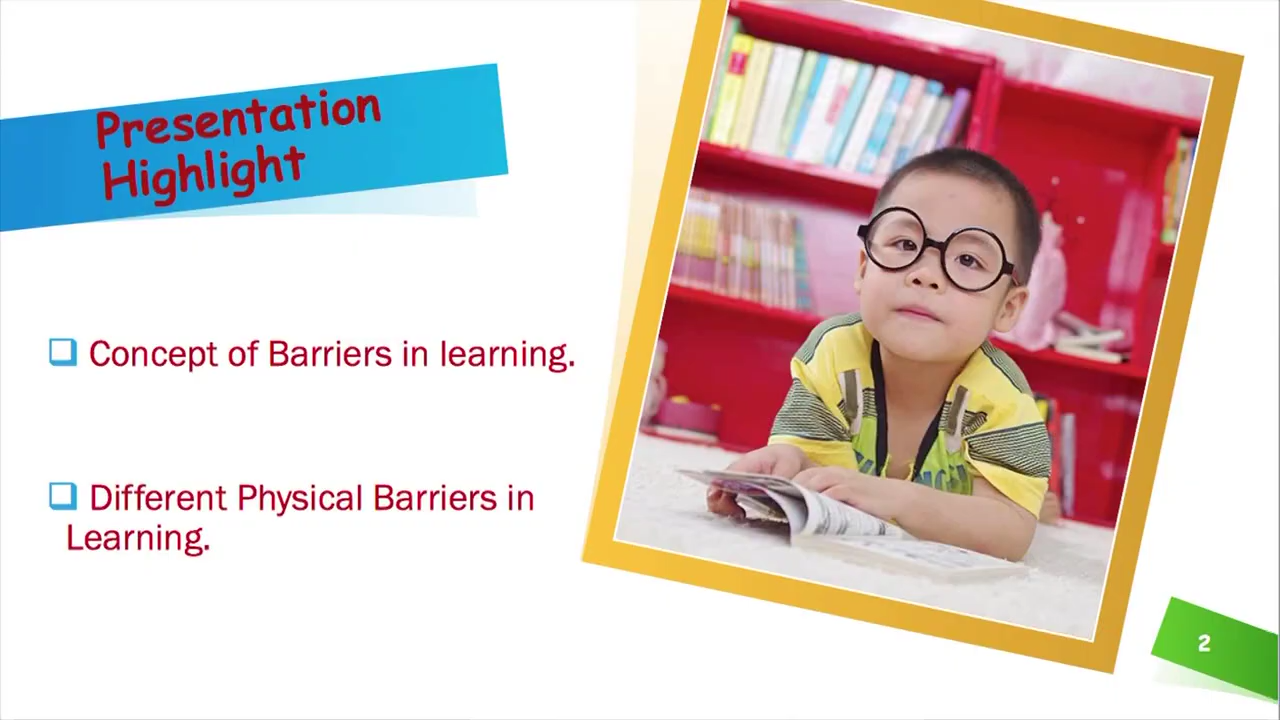 Presentation
Highlight
Concept of Barriers in learning.
Different Physical Barriers in
Learning.
2